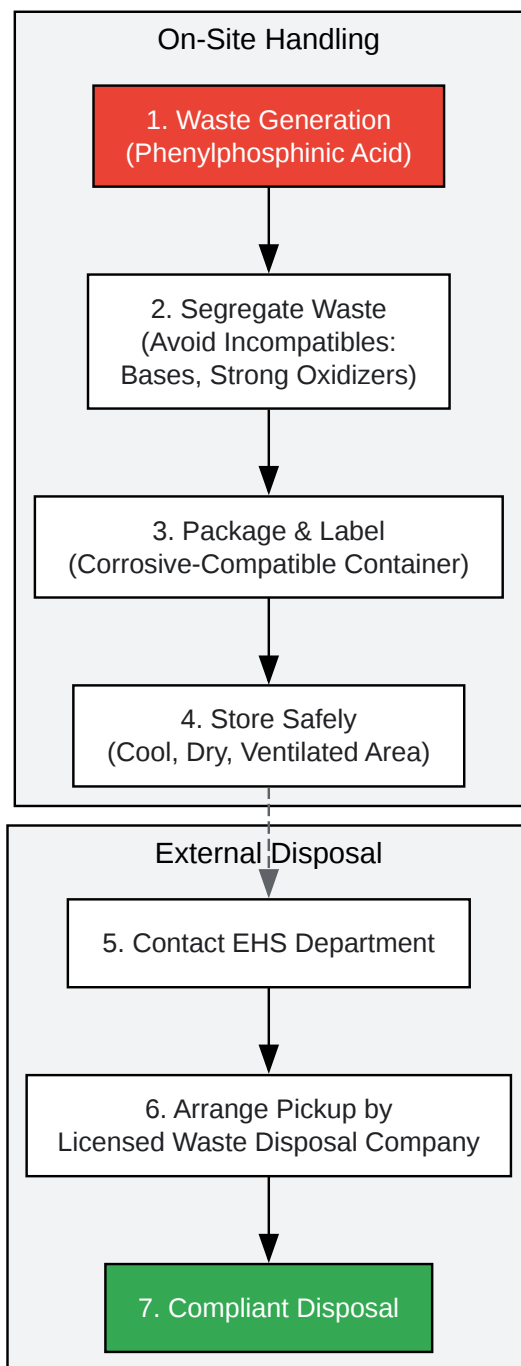 On-Site Handling
1. Waste Generation
(Phenylphosphinic Acid)
2. Segregate Waste
(Avoid Incompatibles:
Bases, Strong Oxidizers)
3. Package & Label
(Corrosive-Compatible Container)
4. Store Safely
(Cool, Dry, Ventilated Area)
External Disposal
5. Contact EHS Department
6. Arrange Pickup by
Licensed Waste Disposal Company
7. Compliant Disposal